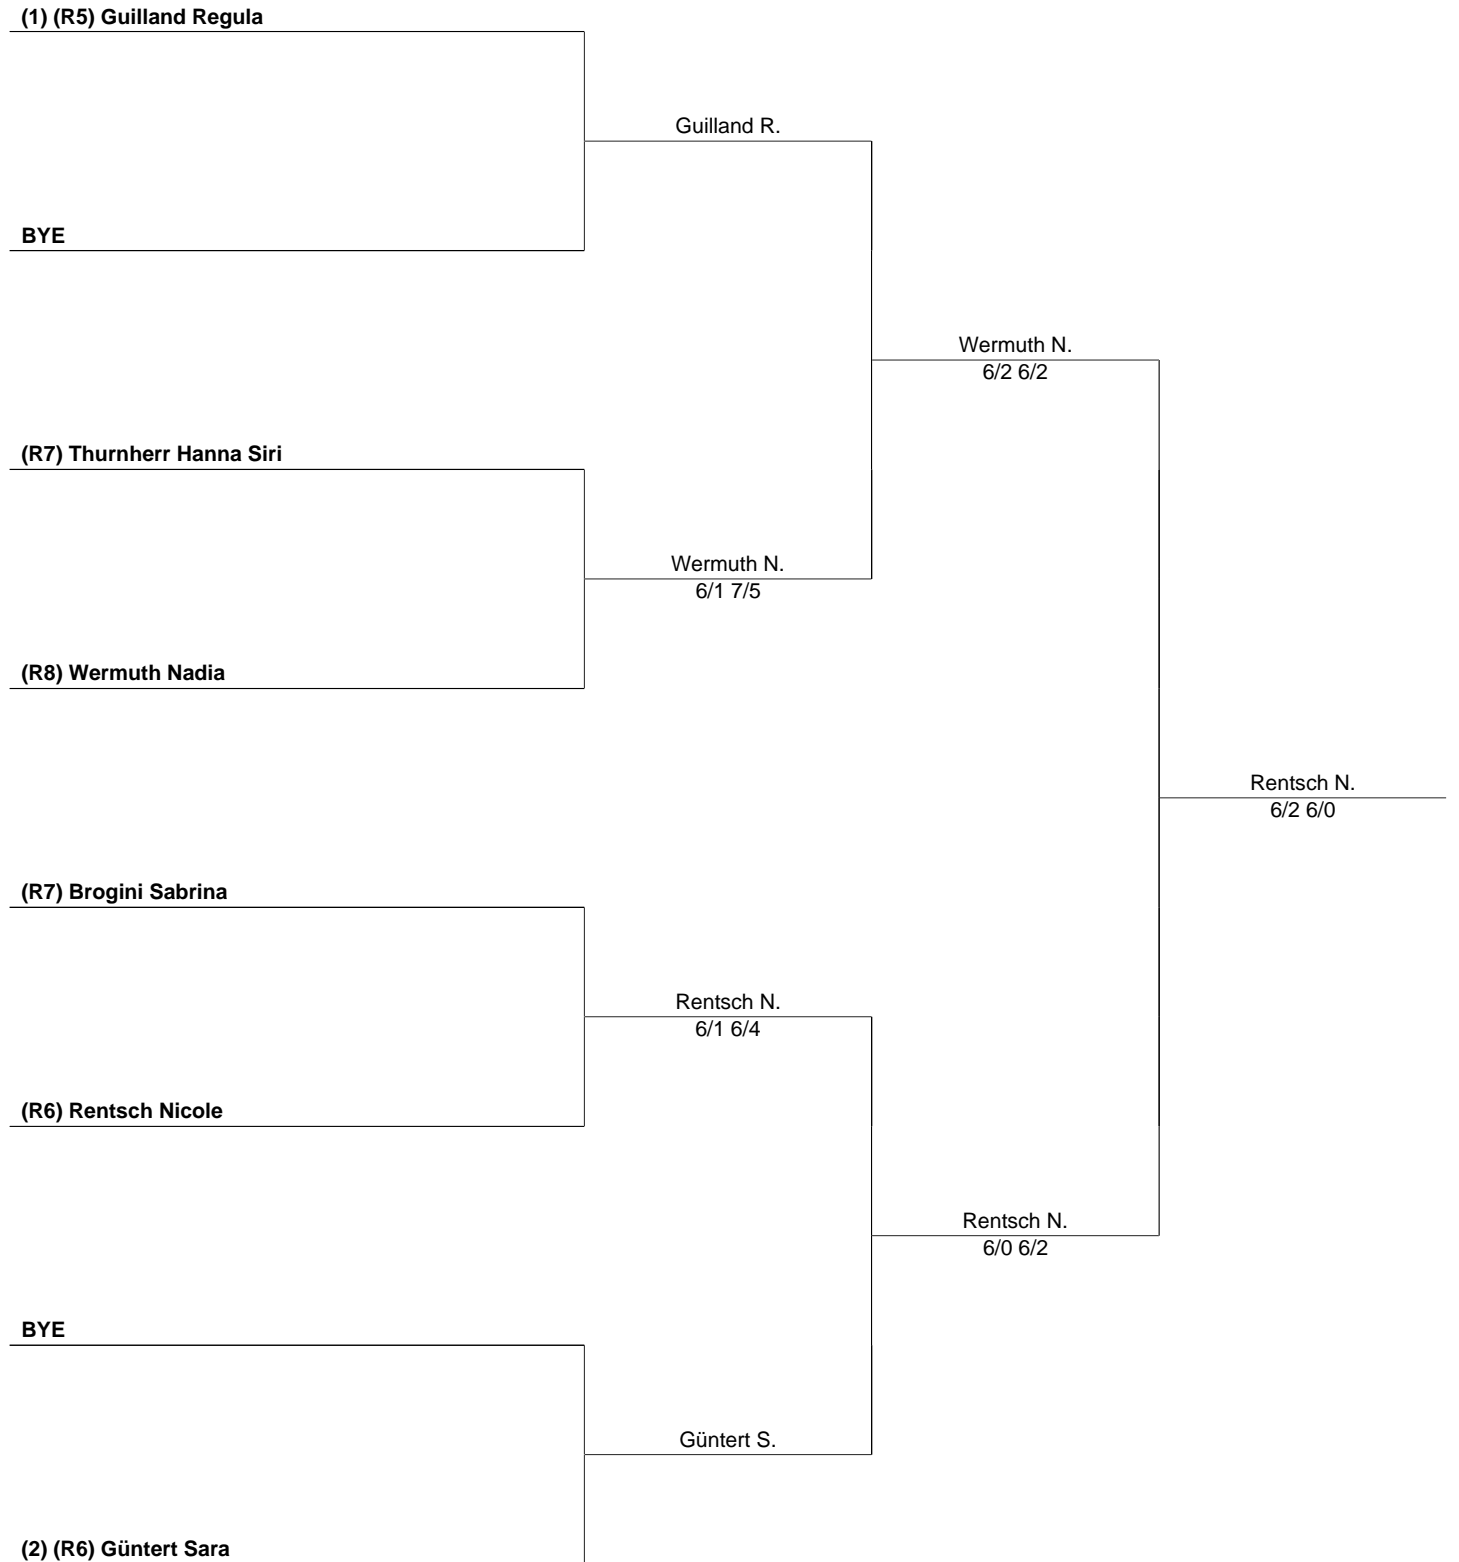 (1) (R5) Guilland Regula
Guilland R.
BYE
Wermuth N.
6/2 6/2
(R7) Thurnherr Hanna Siri
Wermuth N.
6/1 7/5
(R8) Wermuth Nadia
Rentsch N.
6/2 6/0
(R7) Brogini Sabrina
Rentsch N.
6/1 6/4
(R6) Rentsch Nicole
Rentsch N.
6/0 6/2
BYE
Güntert S.
(2) (R6) Güntert Sara